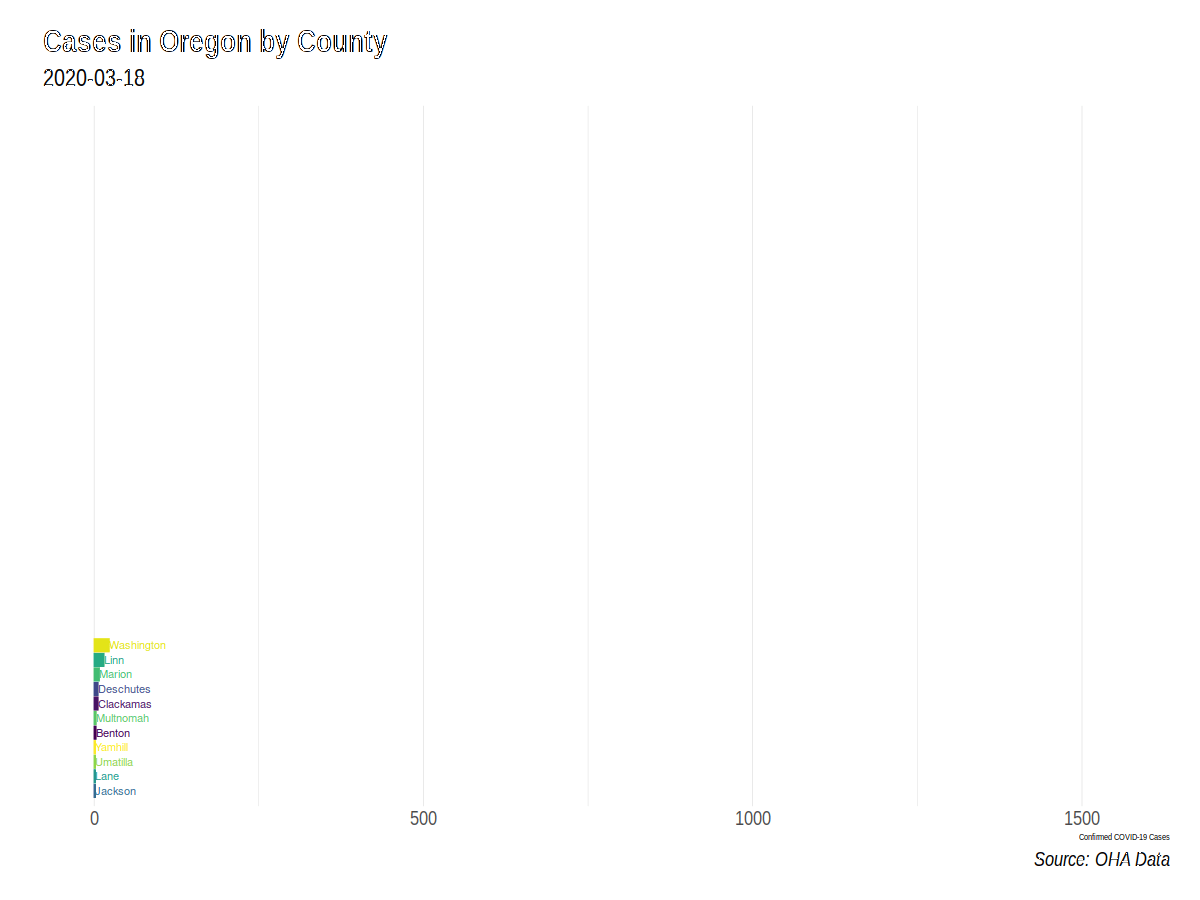 Cases in Oregon by County
2020-03-18
Washington
Linn
Marion
Deschutes
Clackamas
Multnomah
Benton
Yamhill
Umatilla
Lane
Jackson
0 500 1000 1500
Confirmed COVID-19 Cases
Source: OHA Data